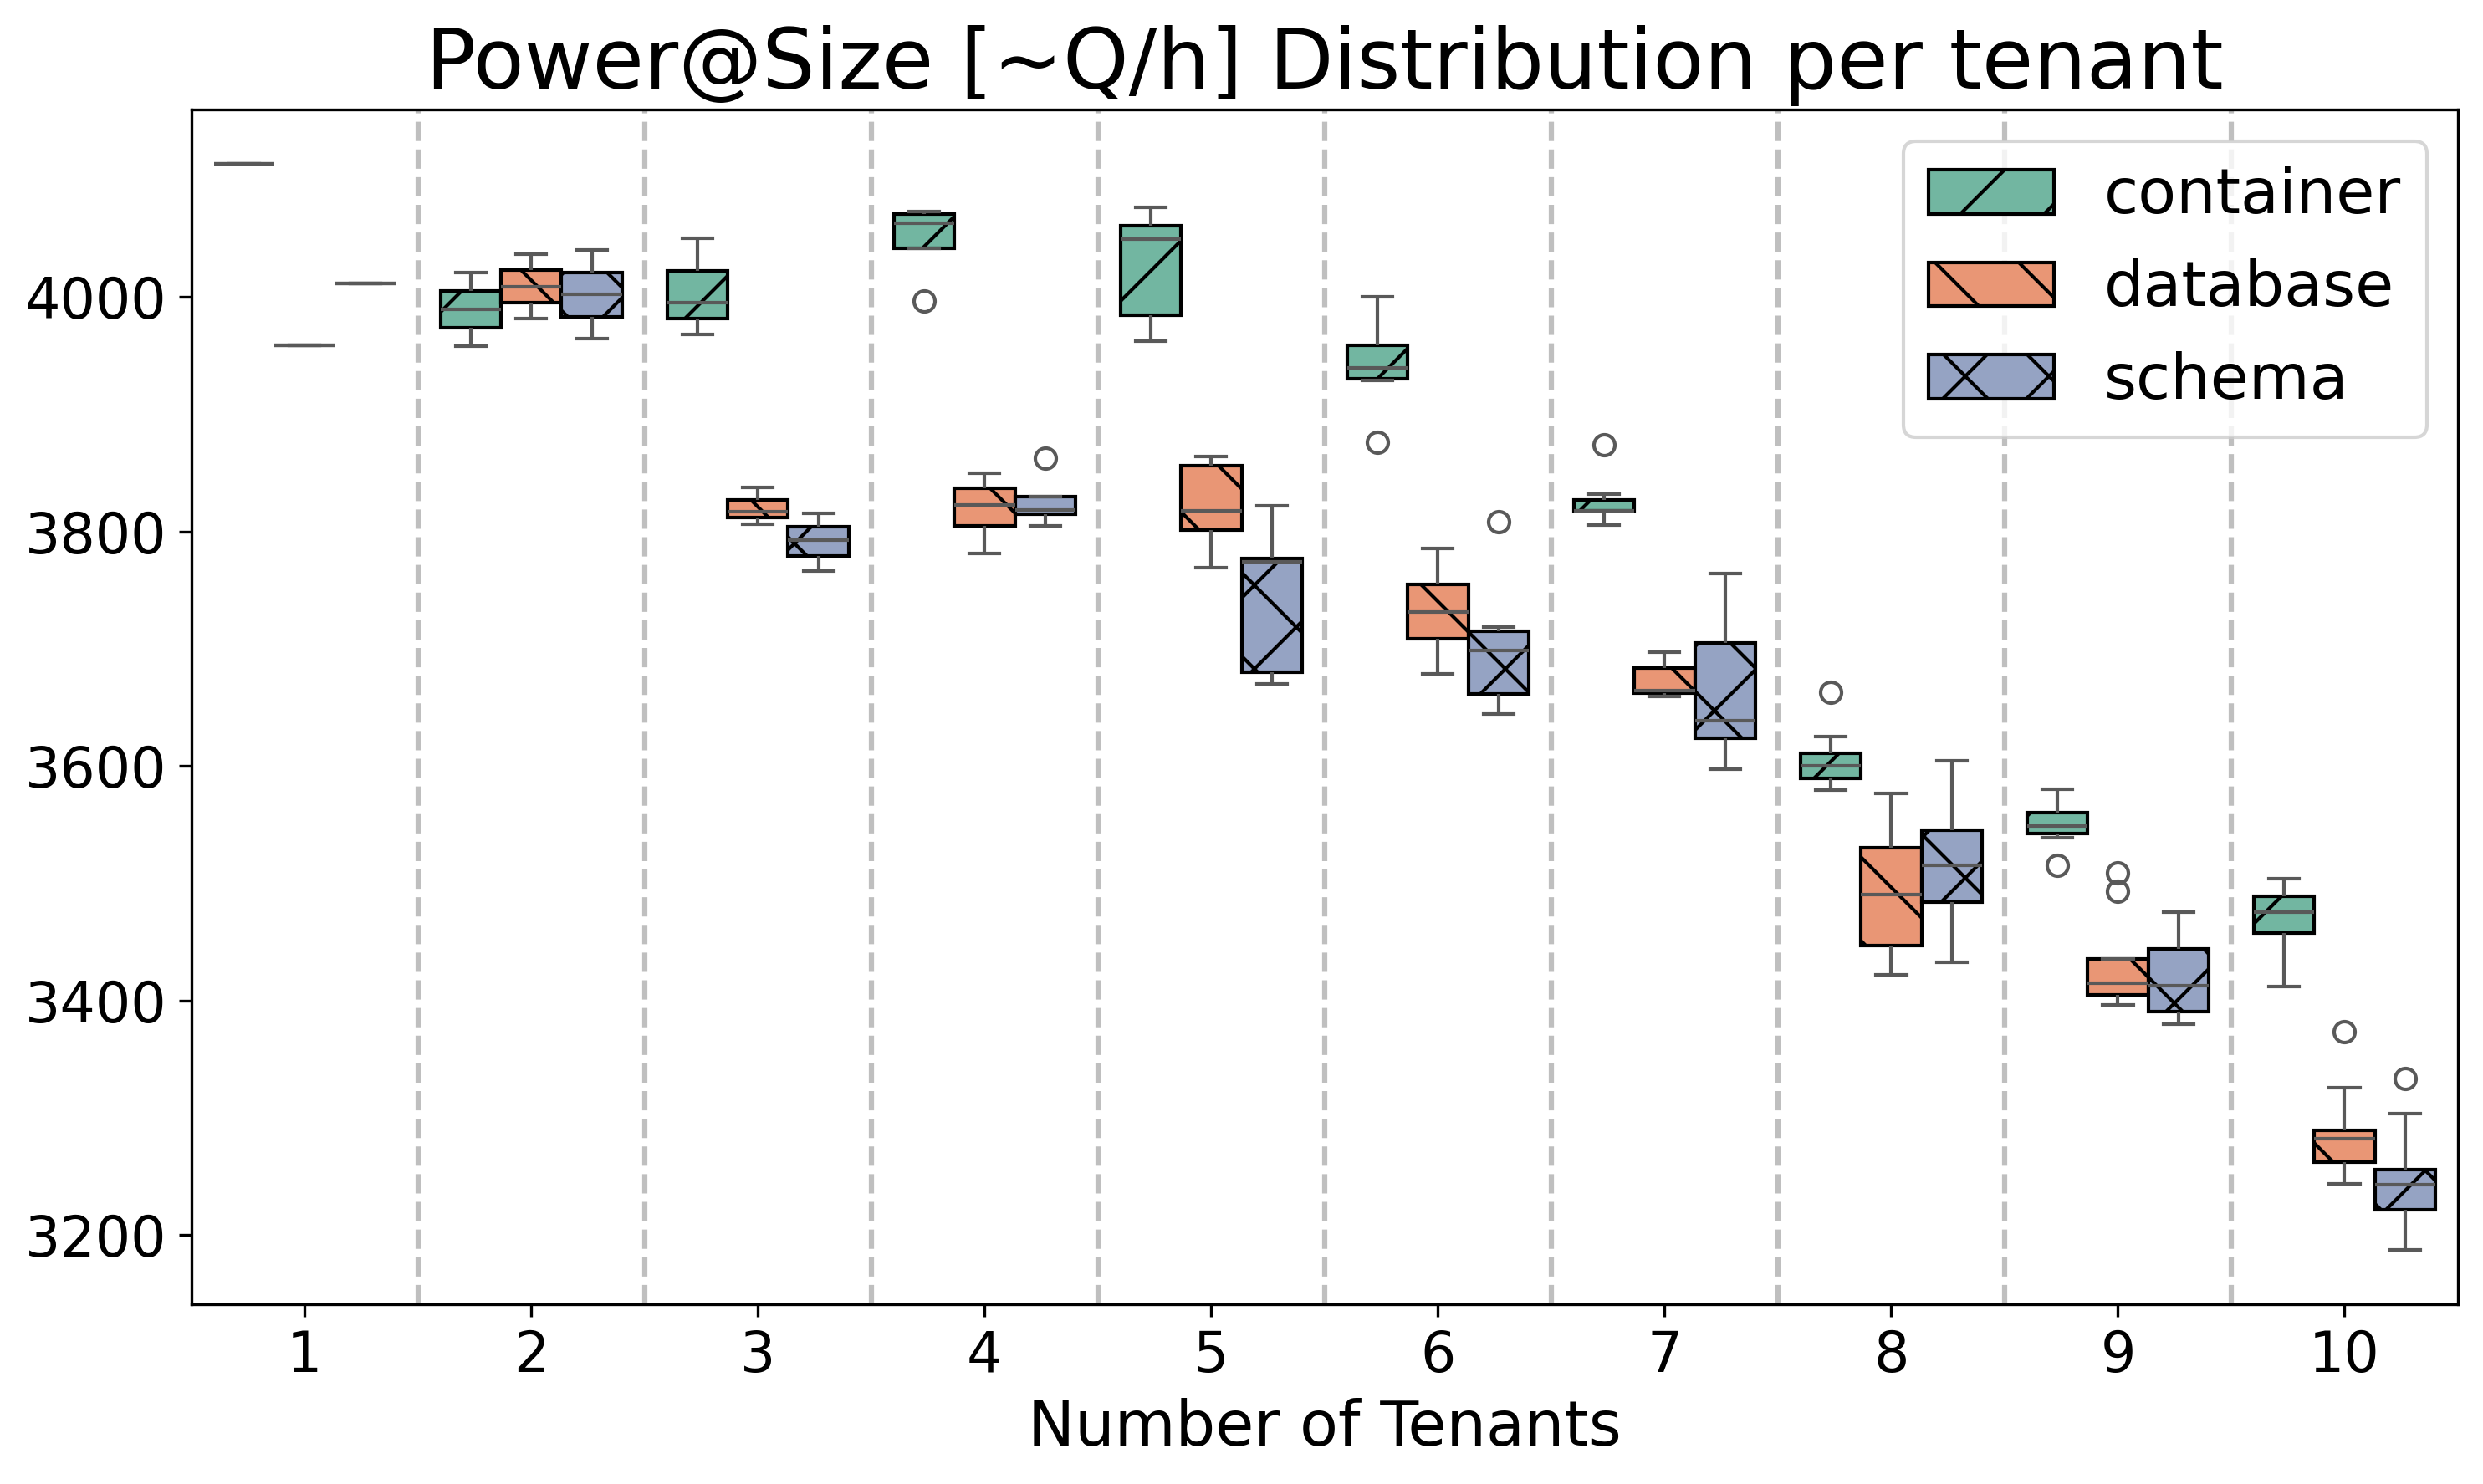 Power@Size [~Q/h] Distribution per tenant
container
database
schema
4000
3800
3600
3400
3200
1 2 3 4 5 6 7 8 9 10
Number of Tenants